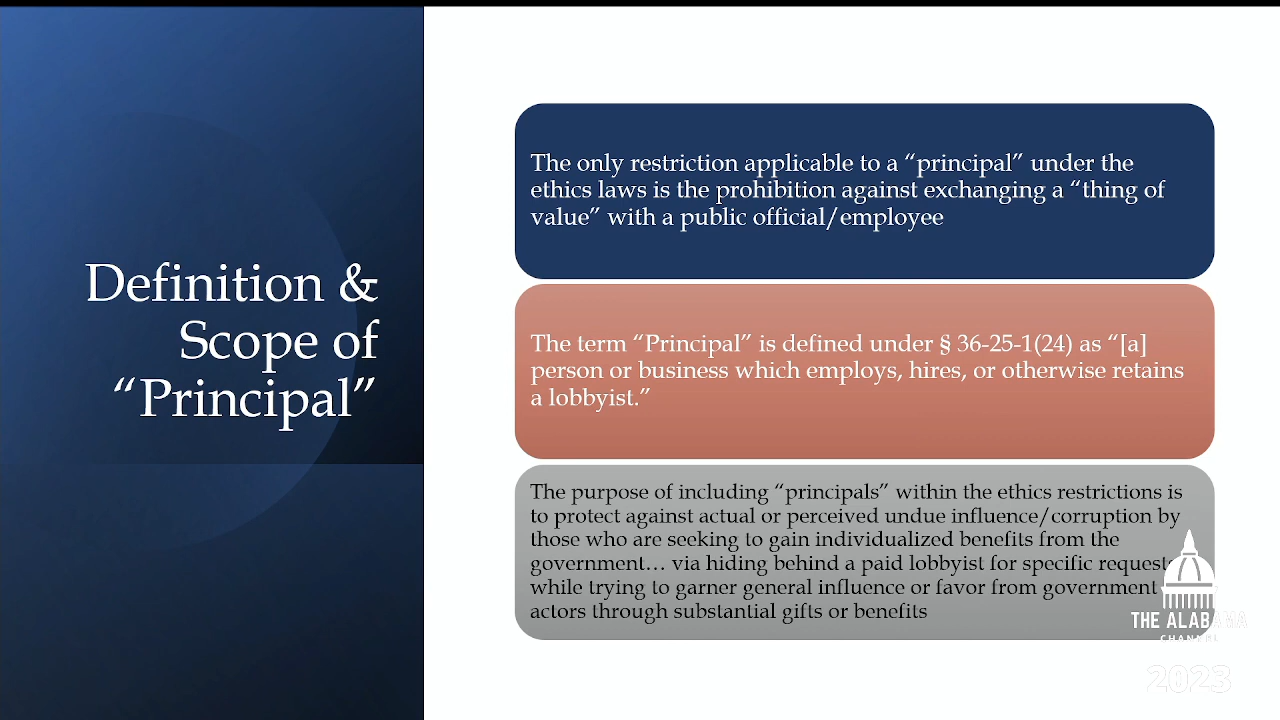 Definition &
Scope of
“Principal”
The only restriction applicable to a “principal” under the
ethics laws is the prohibition against exchanging a “thing of
value” with a public official/employee
The term “Principal” is defined under § 36-25-1(24) as “[a]
person or business which employs, hires, or otherwise retains
a lobbyist.”
The purpose of including “principals” within the ethics restrictions is
to protect against actual or perceived undue influence/corruption by
those who are seeking to gain individualized benefits from the
government… via hiding behind a paid lobbyist for specific requests
while trying to garner general influence or favor from government
actors through substantial gifts or benefits
THE ALABAMA
CHANNEL
2023